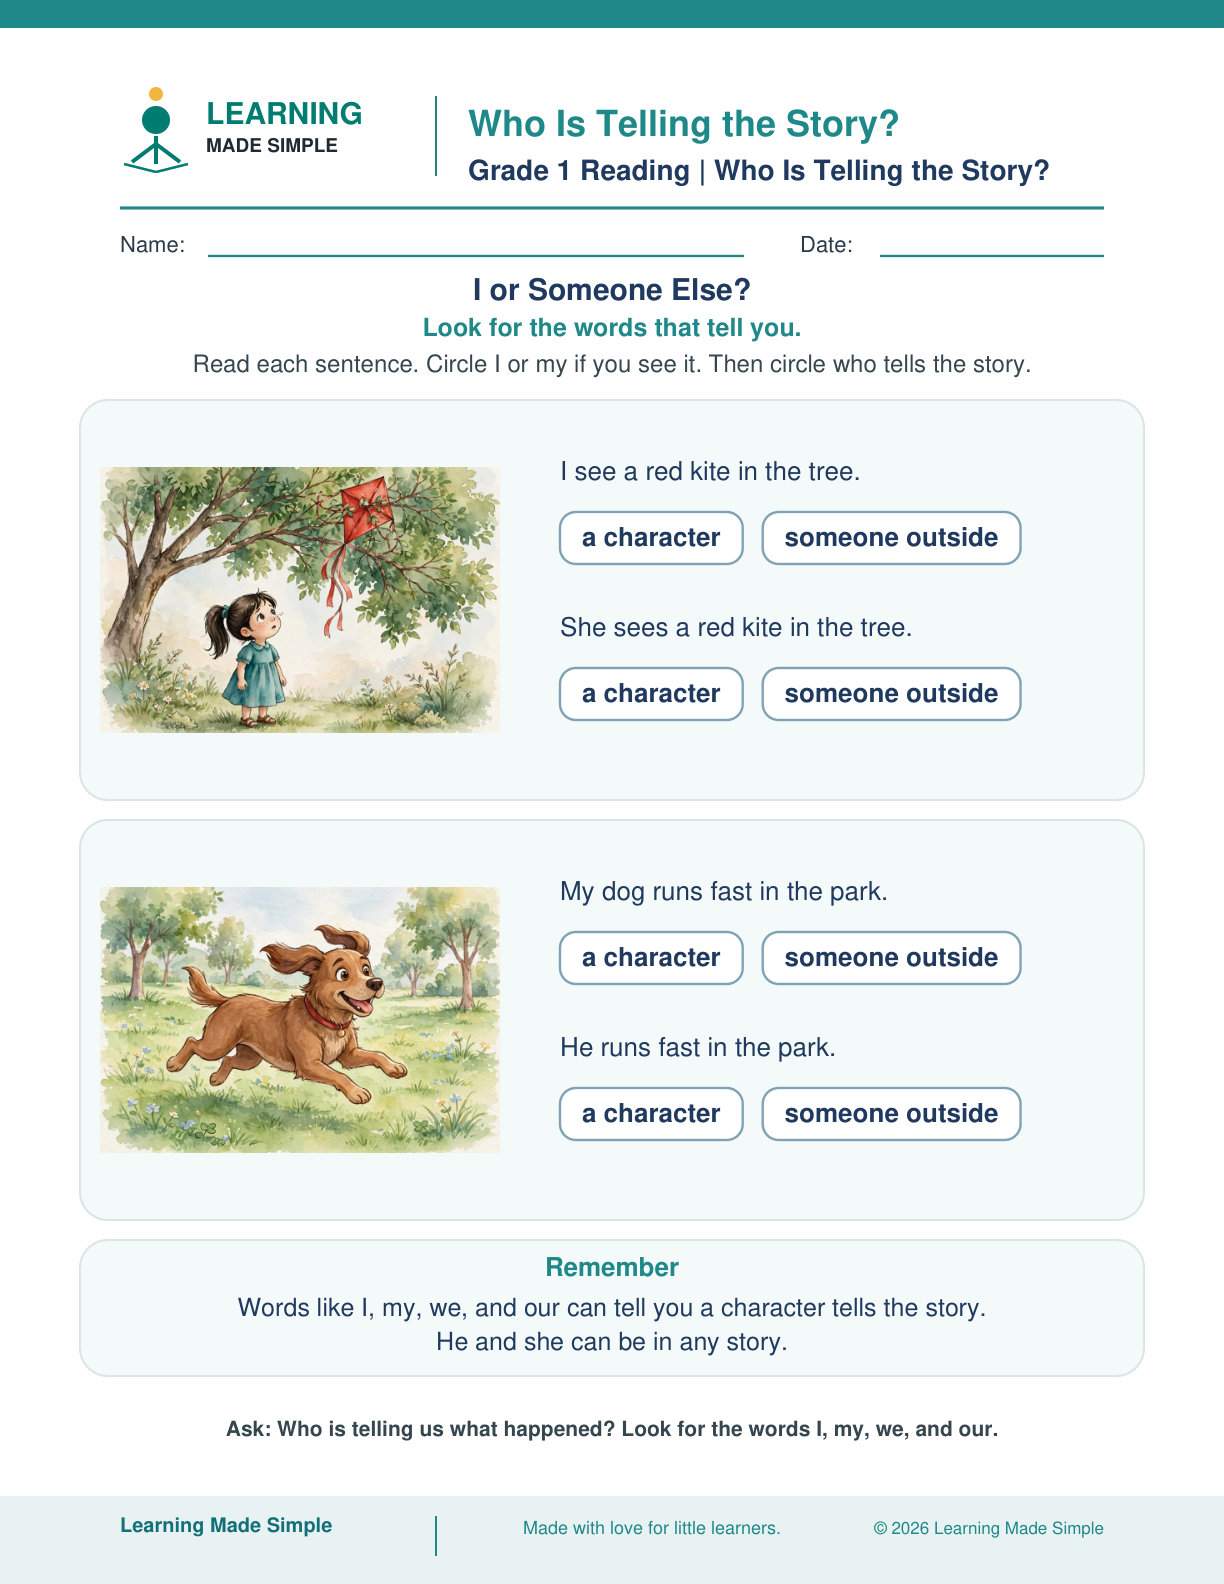 LEARNING
MADE SIMPLE
Who Is Telling the Story?
Grade 1 Reading | Who Is Telling the Story?
Name:
Date:
I or Someone Else?
Look for the words that tell you.
Read each sentence. Circle I or my if you see it. Then circle who tells the story.
I see a red kite in the tree.
a character
someone outside
She sees a red kite in the tree.
a character
someone outside
My dog runs fast in the park.
a character
someone outside
He runs fast in the park.
a character
someone outside
Remember
Words like I, my, we, and our can tell you a character tells the story.
He and she can be in any story.
Ask: Who is telling us what happened? Look for the words I, my, we, and our.
Learning Made Simple
Made with love for little learners.
© 2026 Learning Made Simple